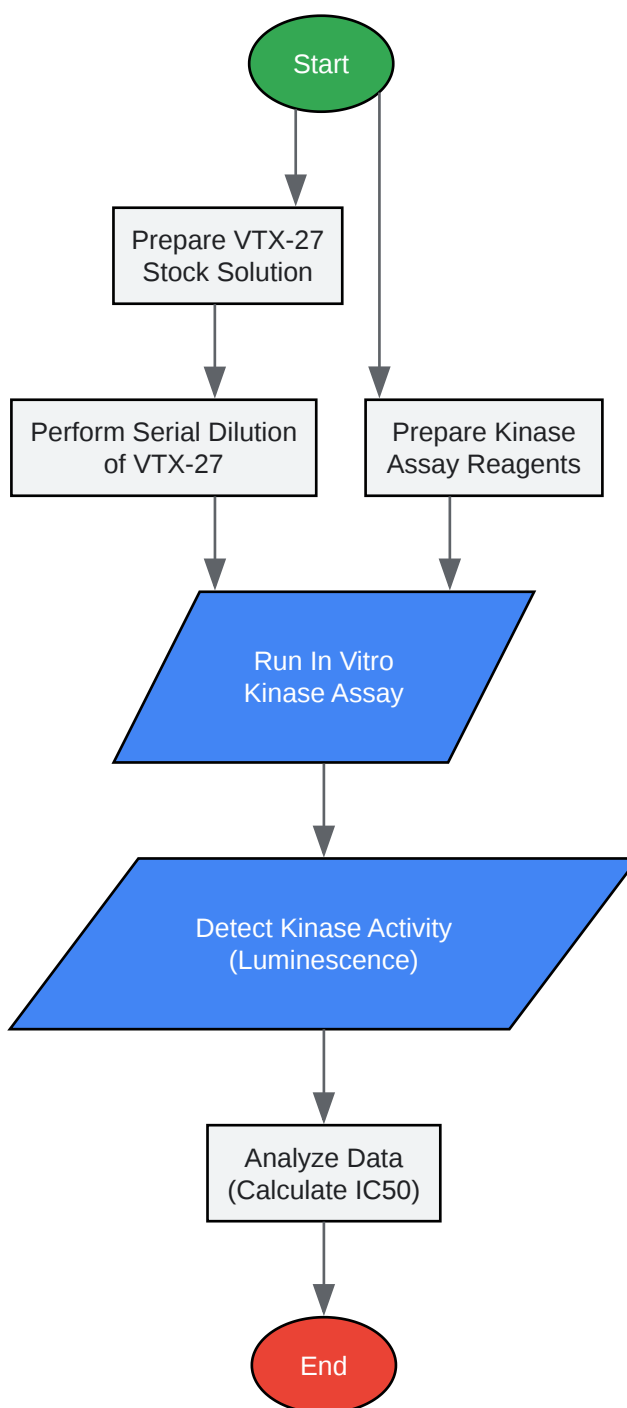 Start
Prepare VTX-27
Stock Solution
Perform Serial Dilution
of VTX-27
Prepare Kinase
Assay Reagents
Run In Vitro
Kinase Assay
Detect Kinase Activity
(Luminescence)
Analyze Data
(Calculate IC50)
End